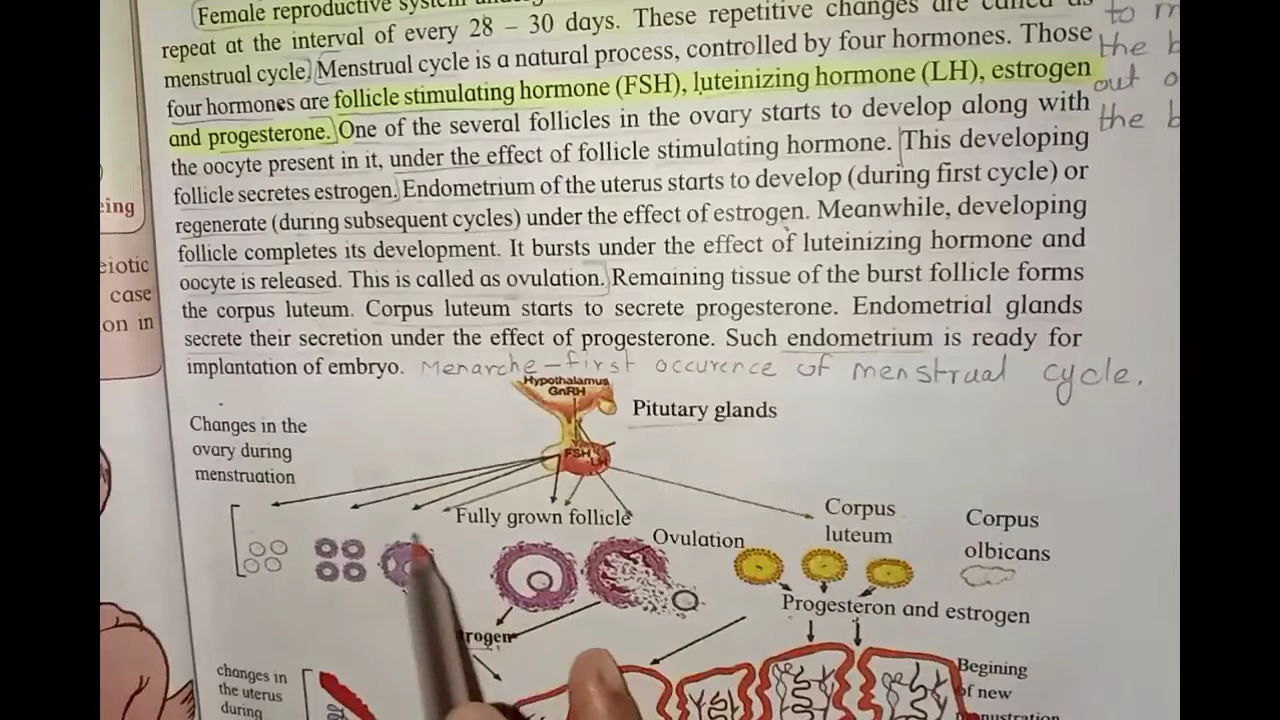 Female reproductive system
repeat at the interval of every 28 – 30 days. These repetitive changes are called as
menstrual cycle. Menstrual cycle is a natural process, controlled by four hormones. Those
four hormones are follicle stimulating hormone (FSH), luteinizing hormone (LH), estrogen
and progesterone. One of the several follicles in the ovary starts to develop along with
the oocyte present in it, under the effect of follicle stimulating hormone. This developing
follicle secretes estrogen. Endometrium of the uterus starts to develop (during first cycle) or
regenerate (during subsequent cycles) under the effect of estrogen. Meanwhile, developing
follicle completes its development. It bursts under the effect of luteinizing hormone and
oocyte is released. This is called as ovulation. Remaining tissue of the burst follicle forms
the corpus luteum. Corpus luteum starts to secrete progesterone. Endometrial glands
secrete their secretion under the effect of progesterone. Such endometrium is ready for
implantation of embryo. Menarche – first occurence of menstrual cycle.
to
the
out
the
eing
eiotic
case
on in
Hypothalamus
GnRH
Pitutary glands
FSH LH
Changes in the
ovary during
menstruation
Fully grown follicle
Ovulation
Corpus
luteum
Corpus
olbicans
Progesteron and estrogen
rogen
changes in
the uterus
during
Begining
of new